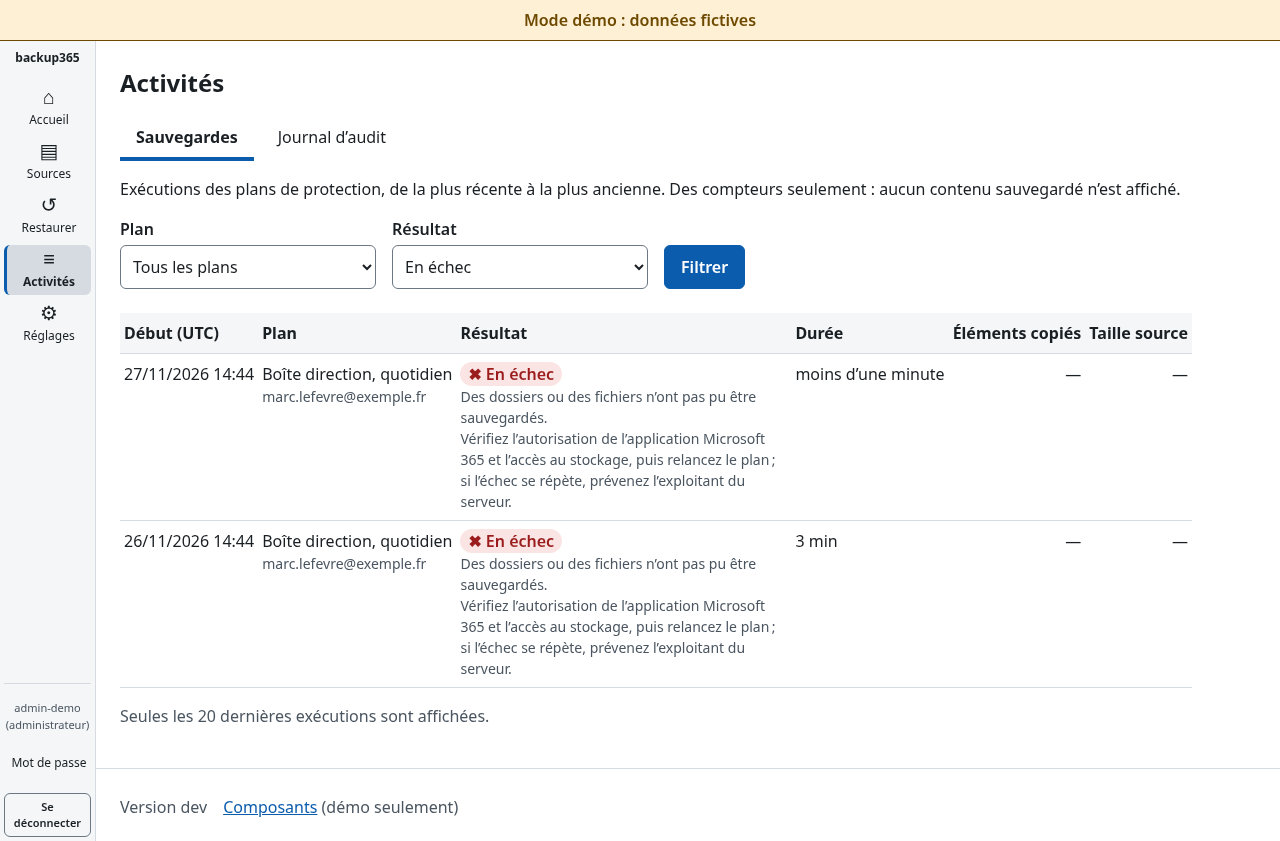 Mode démo : données fictives
backup365
Accueil
Sources
Restaurer
Activités
Réglages
admin-demo
(administrateur)
Mot de passe
Se
déconnecter
Activités
Sauvegardes Journal d’audit
Exécutions des plans de protection, de la plus récente à la plus ancienne. Des compteurs seulement : aucun contenu sauvegardé n’est affiché.
Plan Résultat
Tous les plans En échec Filtrer
Début (UTC) Plan Résultat Durée Éléments copiés Taille source
27/11/2026 14:44 Boîte direction, quotidien ✖ En échec moins d’une minute — —
marc.lefevre@exemple.fr Des dossiers ou des fichiers n’ont pas pu être
sauvegardés.
Vérifiez l’autorisation de l’application Microsoft
365 et l’accès au stockage, puis relancez le plan ;
si l’échec se répète, prévenez l’exploitant du
serveur.
26/11/2026 14:44 Boîte direction, quotidien ✖ En échec 3 min — —
marc.lefevre@exemple.fr Des dossiers ou des fichiers n’ont pas pu être
sauvegardés.
Vérifiez l’autorisation de l’application Microsoft
365 et l’accès au stockage, puis relancez le plan ;
si l’échec se répète, prévenez l’exploitant du
serveur.
Seules les 20 dernières exécutions sont affichées.
Version dev Composants (démo seulement)